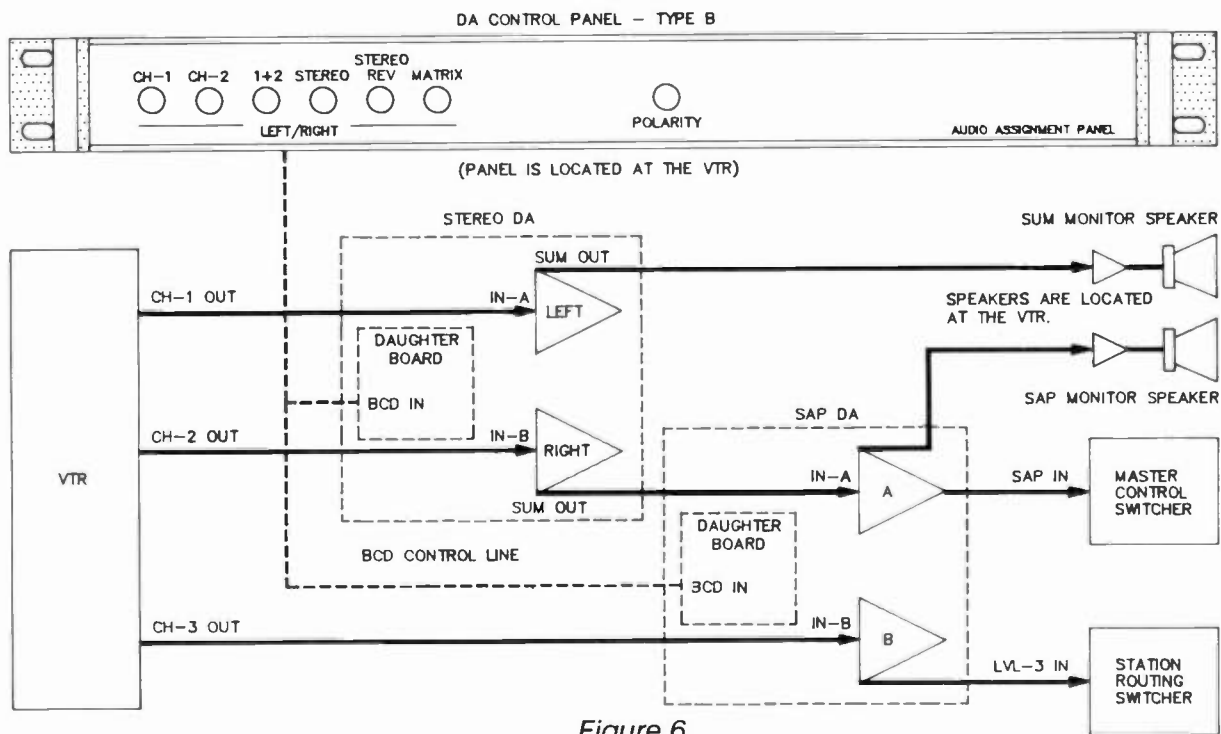 DA CONTROL PANEL - TYPE B
CH-1 CH-2 1+2 STEREO STEREO REV MATRIX
LEFT/RIGHT
POLARITY
AUDIO ASSIGNMENT PANEL
(PANEL IS LOCATED AT THE VTR)
STEREO DA
SUM MONITOR SPEAKER
SUM OUT
CH-1 OUT
IN-A
LEFT
SPEAKERS ARE LOCATED
AT THE VTR.
DAUGHTER
BOARD
BCD IN
SAP MONITOR SPEAKER
SAP DA
CH-2 OUT
IN-B
RIGHT
VTR
SUM OUT
IN-A
A
SAP IN
MASTER
CONTROL
SWITCHER
DAUGHTER
BOARD
BCD CONTROL LINE
BCD IN
CH-3 OUT
IN-B
B
LVL-3 IN
STATION
ROUTING
SWITCHER
Figure 6